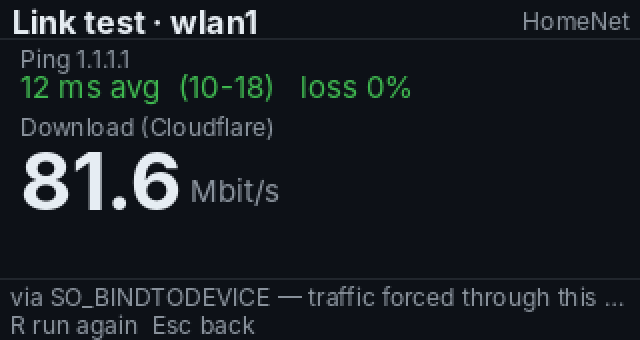 Link test · wlan1 HomeNet
Ping 1.1.1.1
12 ms avg (10-18) loss 0%
Download (Cloudflare)
81.6 Mbit/s
via SO_BINDTODEVICE — traffic forced through this ...
R run again Esc back